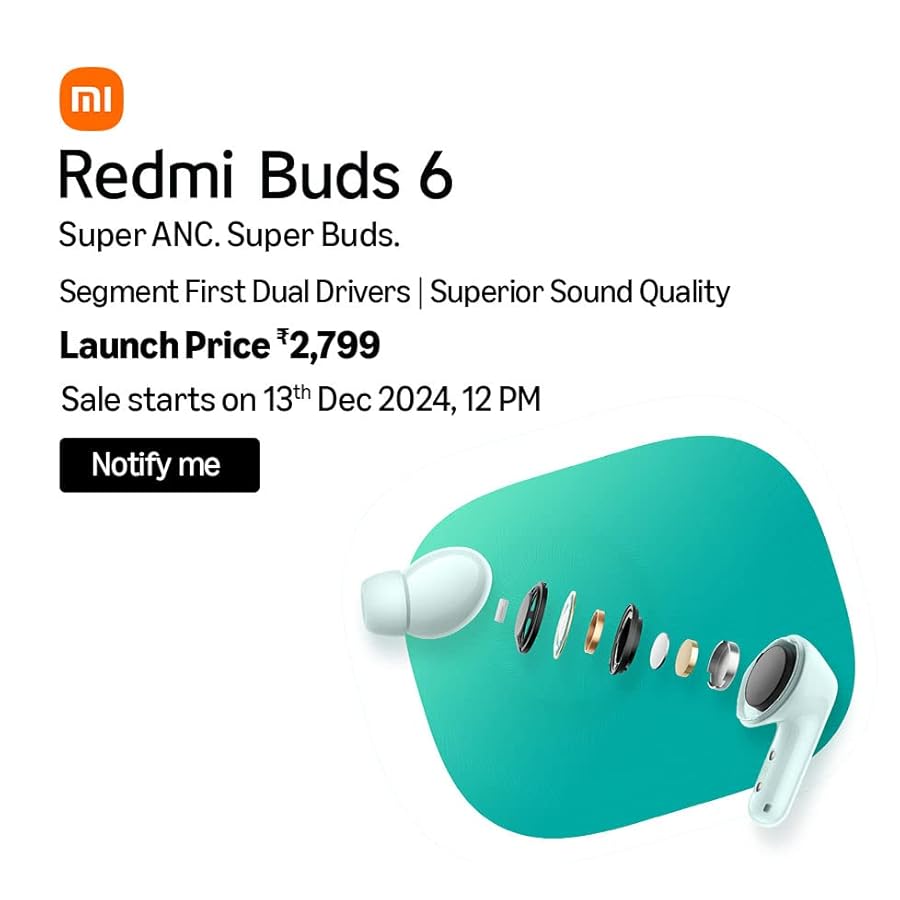 mi
Redmi Buds 6
Super ANC. Super Buds.
Segment First Dual Drivers | Superior Sound Quality
Launch Price ₹2,799
Sale starts on 13th Dec 2024, 12 PM
Notify me